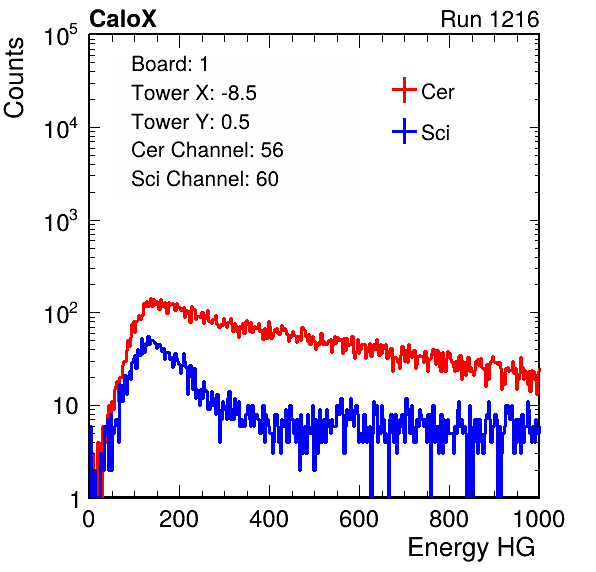 CaloX Run 1216
Counts
10^5
10^4
10^3
10^2
10
1
Board: 1
Tower X: -8.5
Tower Y: 0.5
Cer Channel: 56
Sci Channel: 60
Cer
Sci
0 200 400 600 800 1000
Energy HG